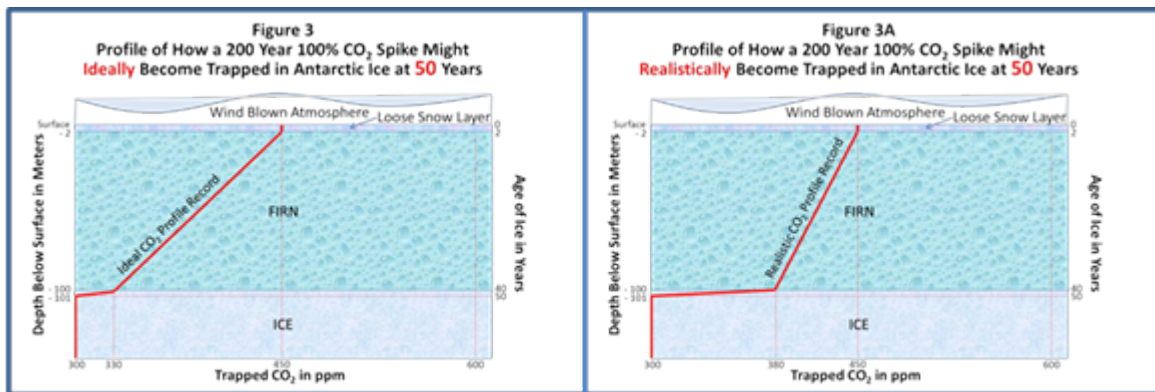 Figure 3
Profile of How a 200 Year 100% CO₂ Spike Might
Ideally Become Trapped in Antarctic Ice at 50 Years
Wind Blown Atmosphere
Loose Snow Layer
Surface
- 2
0
2
Depth Below Surface in Meters
Age of Ice in Years
Ideal CO₂ Profile Record
FIRN
- 100
- 101
50
ICE
300
330
450
600
Trapped CO₂ in ppm
Figure 3A
Profile of How a 200 Year 100% CO₂ Spike Might
Realistically Become Trapped in Antarctic Ice at 50 Years
Wind Blown Atmosphere
Loose Snow Layer
Surface
- 2
0
2
Depth Below Surface in Meters
Age of Ice in Years
Realistic CO₂ Profile Record
FIRN
- 100
- 101
50
ICE
300
380
450
600
Trapped CO₂ in ppm